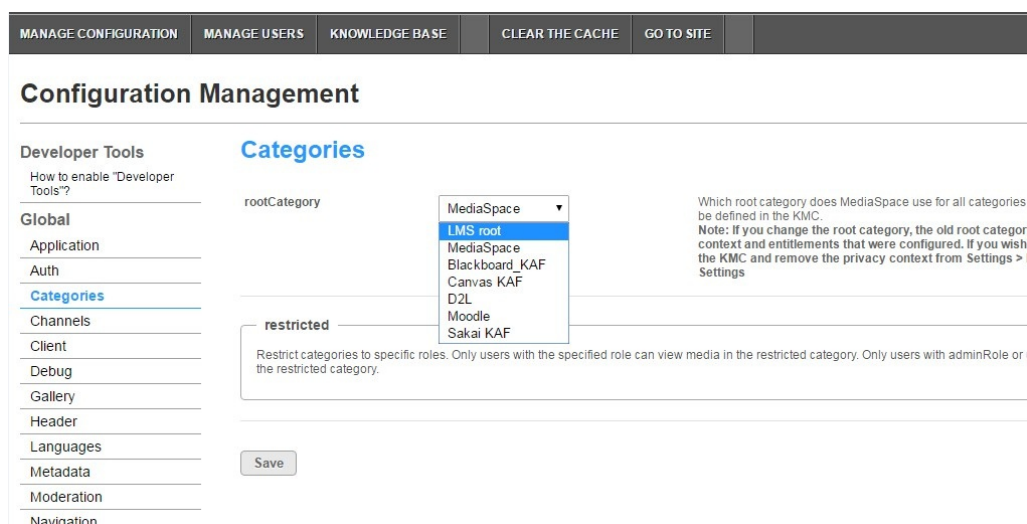 MANAGE CONFIGURATION MANAGE USERS KNOWLEDGE BASE CLEAR THE CACHE GO TO SITE
Configuration Management
Developer Tools
How to enable "Developer
Tools"?
Global
Application
Auth
Categories
Channels
Client
Debug
Gallery
Header
Languages
Metadata
Moderation
Navigation
Categories
rootCategory
MediaSpace
LMS root
MediaSpace
Blackboard_KAF
Canvas KAF
D2L
Moodle
Sakai KAF
Which root category does MediaSpace use for all categories
be defined in the KMC.
Note: If you change the root category, the old root categor
context and entitlements that were configured. If you wish
the KMC and remove the privacy context from Settings >
Settings
restricted
Restrict categories to specific roles. Only users with the specified role can view media in the restricted category. Only users with adminRole or
the restricted category.
Save